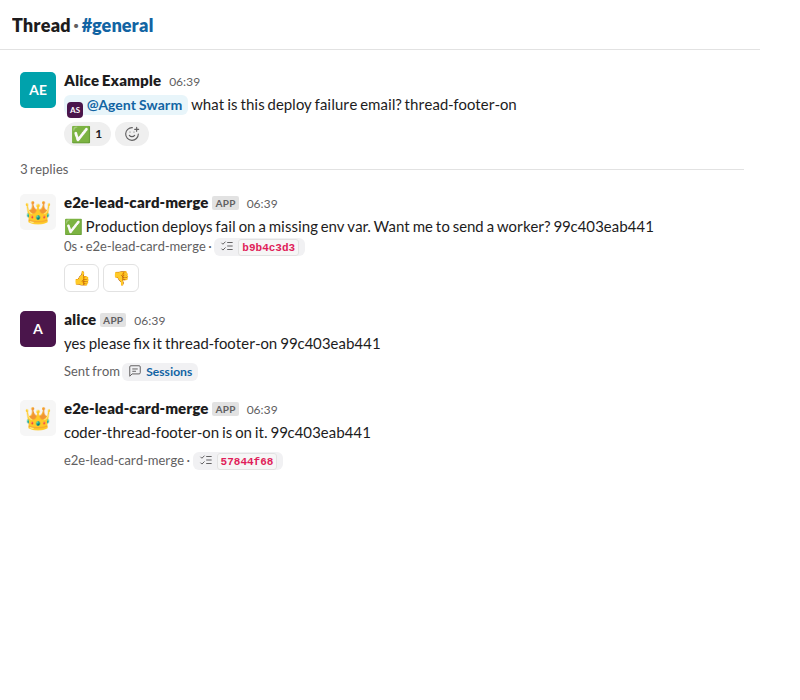 Thread • #general
AE
Alice Example 06:39
AS @Agent Swarm what is this deploy failure email? thread-footer-on
✅ 1
3 replies
e2e-lead-card-merge APP 06:39
✅ Production deploys fail on a missing env var. Want me to send a worker? 99c403eab441
0s · e2e-lead-card-merge · b9b4c3d3
👍 👎
A
alice APP 06:39
yes please fix it thread-footer-on 99c403eab441
Sent from Sessions
e2e-lead-card-merge APP 06:39
coder-thread-footer-on is on it. 99c403eab441
e2e-lead-card-merge · 57844f68